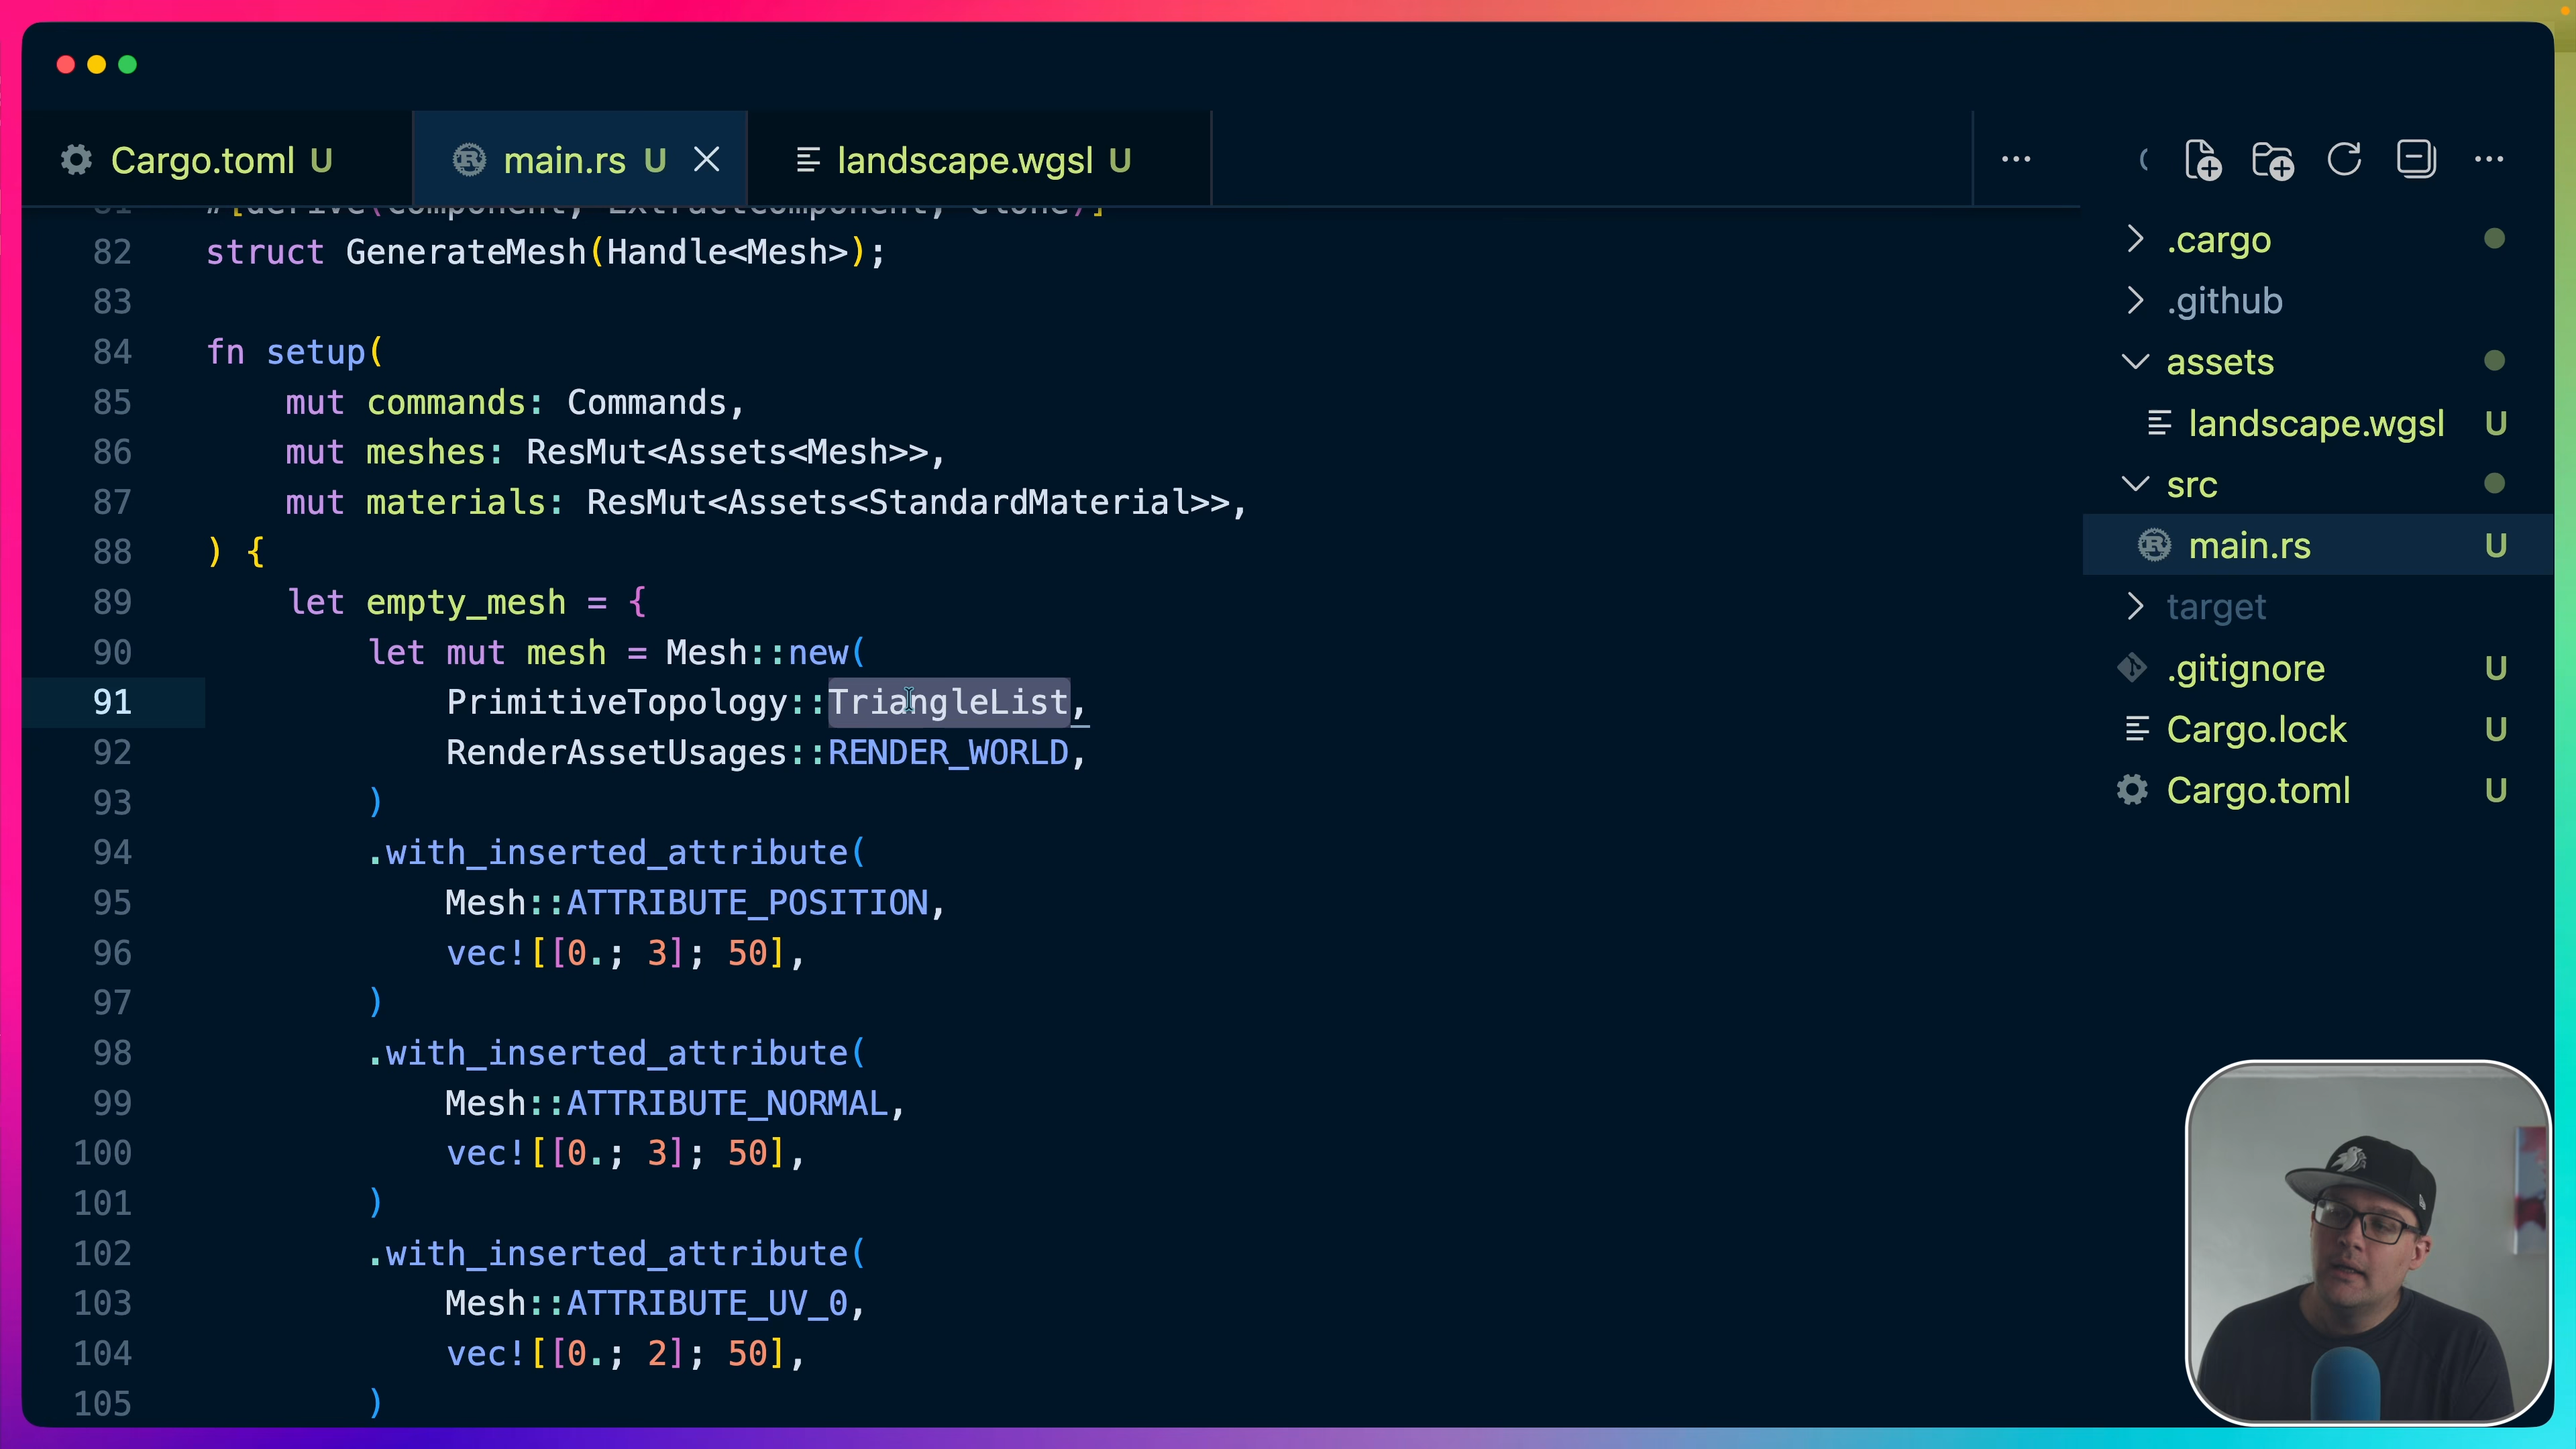 Cargo.toml U
main.rs U
landscape.wgsl U
81 #[derive(Component, ExtractComponent, Clone)]
82 struct GenerateMesh(Handle<Mesh>);
83
84 fn setup(
85 mut commands: Commands,
86 mut meshes: ResMut<Assets<Mesh>>,
87 mut materials: ResMut<Assets<StandardMaterial>>,
88 ) {
89 let empty_mesh = {
90 let mut mesh = Mesh::new(
91 PrimitiveTopology::TriangleList,
92 RenderAssetUsages::RENDER_WORLD,
93 )
94 .with_inserted_attribute(
95 Mesh::ATTRIBUTE_POSITION,
96 vec![[0.; 3]; 50],
97 )
98 .with_inserted_attribute(
99 Mesh::ATTRIBUTE_NORMAL,
100 vec![[0.; 3]; 50],
101 )
102 .with_inserted_attribute(
103 Mesh::ATTRIBUTE_UV_0,
104 vec![[0.; 2]; 50],
105 )
.cargo
.github
assets
landscape.wgsl U
src
main.rs U
target
.gitignore U
Cargo.lock U
Cargo.toml U